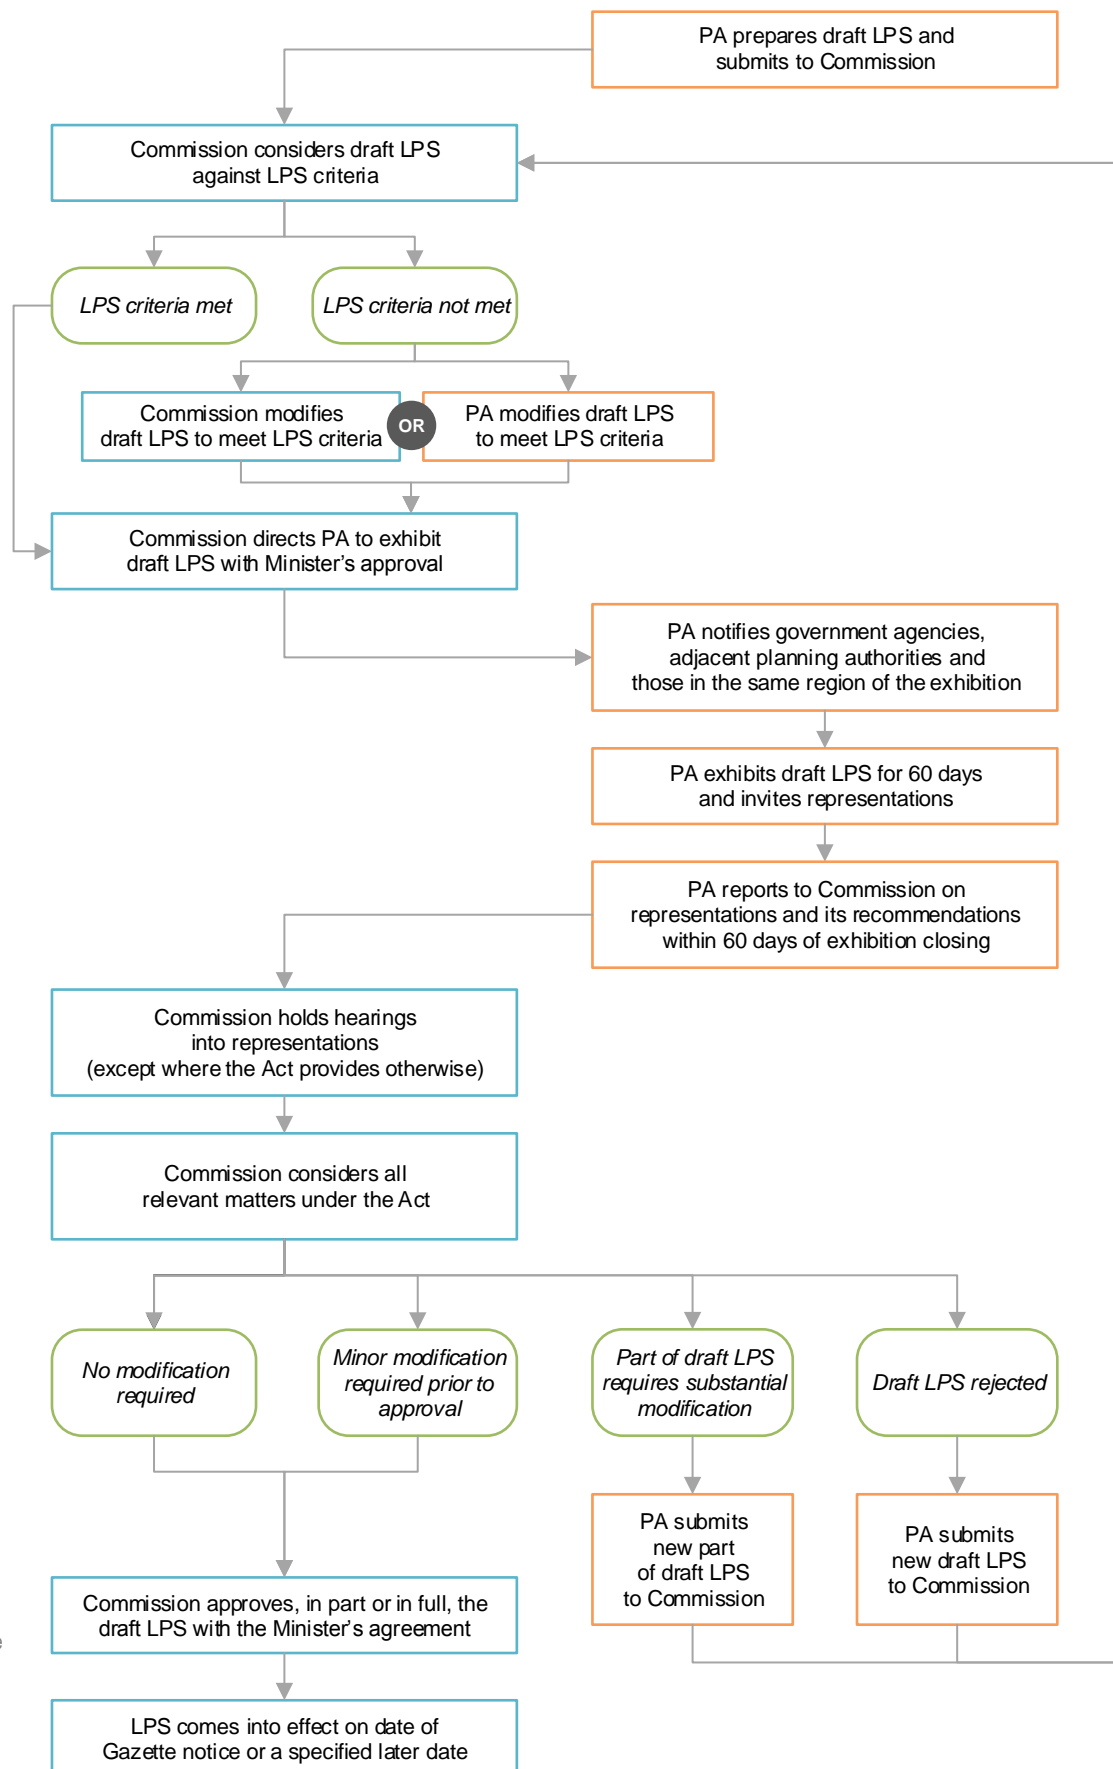 PA prepares draft LPS and
submits to Commission
Commission considers draft LPS
against LPS criteria
LPS criteria met
LPS criteria not met
Commission modifies
draft LPS to meet LPS criteria
OR
PA modifies draft LPS
to meet LPS criteria
Commission directs PA to exhibit
draft LPS with Minister's approval
PA notifies government agencies,
adjacent planning authorities and
those in the same region of the exhibition
PA exhibits draft LPS for 60 days
and invites representations
PA reports to Commission on
representations and its recommendations
within 60 days of exhibition closing
Commission holds hearings
into representations
(except where the Act provides otherwise)
Commission considers all
relevant matters under the Act
No modification
required
Minor modification
required prior to
approval
Part of draft LPS
requires substantial
modification
Draft LPS rejected
PA submits
new part
of draft LPS
to Commission
PA submits
new draft LPS
to Commission
Commission approves, in part or in full, the
draft LPS with the Minister's agreement
LPS comes into effect on date of
Gazette notice or a specified later date